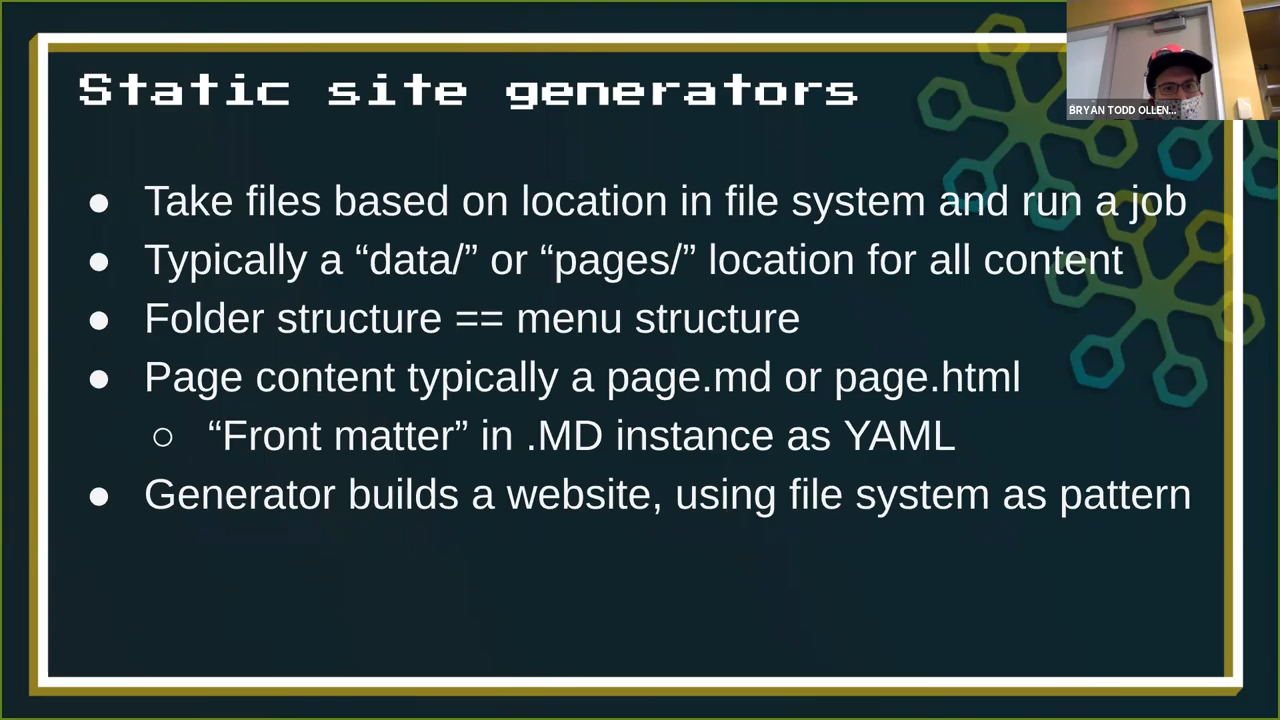 Static site generators
BRYAN TODD OLLEN...
● Take files based on location in file system and run a job
● Typically a “data/” or “pages/” location for all content
● Folder structure == menu structure
● Page content typically a page.md or page.html
○ “Front matter” in .MD instance as YAML
● Generator builds a website, using file system as pattern